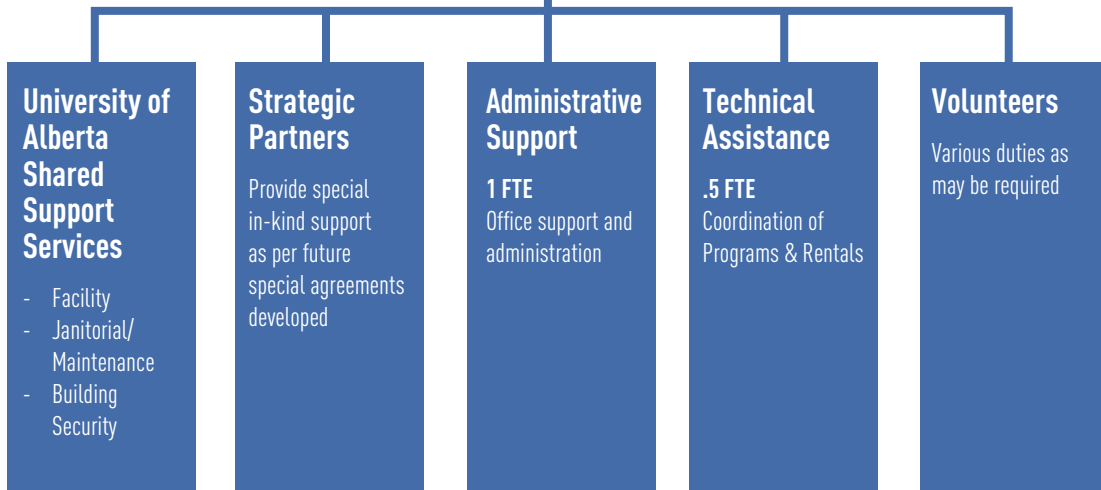 University of
Alberta
Shared
Support
Services
- Facility
- Janitorial/
Maintenance
- Building
Security
Strategic
Partners
Provide special
in-kind support
as per future
special agreements
developed
Administrative
Support
1 FTE
Office support and
administration
Technical
Assistance
.5 FTE
Coordination of
Programs & Rentals
Volunteers
Various duties as
may be required